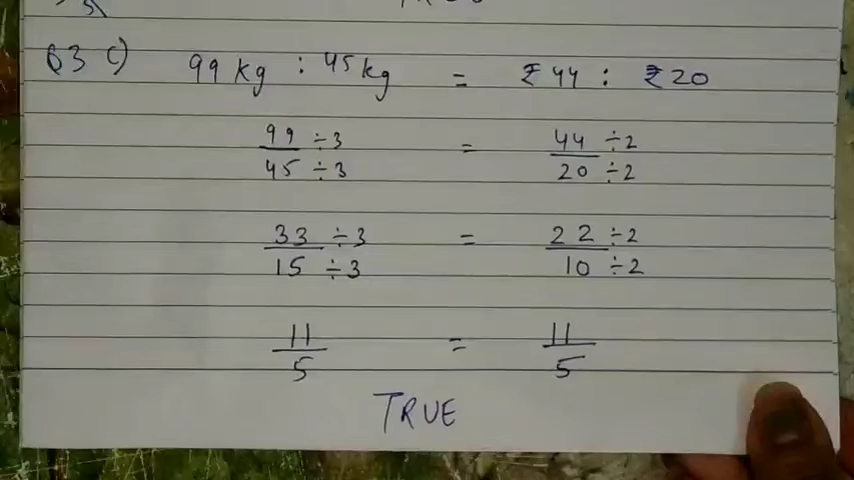 Q3 c) 99 kg : 45 kg = ₹ 44 : ₹ 20
99 ÷3 / 45 ÷3 = 44 ÷2 / 20 ÷2
33 ÷3 / 15 ÷3 = 22 ÷2 / 10 ÷2
11 / 5 = 11 / 5
TRUE